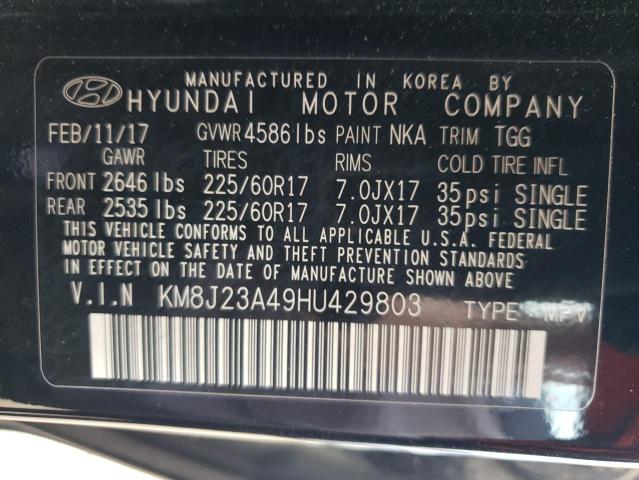 MANUFACTURED IN KOREA BY
HYUNDAI MOTOR COMPANY
FEB/11/17 GVWR 4586 lbs PAINT NKA TRIM TGG
GAWR TIRES RIMS COLD TIRE INFL
FRONT 2646 lbs 225/60R17 7.0JX17 35psi SINGLE
REAR 2535 lbs 225/60R17 7.0JX17 35psi SINGLE
THIS VEHICLE CONFORMS TO ALL APPLICABLE U.S.A. FEDERAL
MOTOR VEHICLE SAFETY AND THEFT PREVENTION STANDARDS
IN EFFECT ON THE DATE OF MANUFACTURE SHOWN ABOVE.
V.I.N KM8J23A49HU429803 TYPE MPV